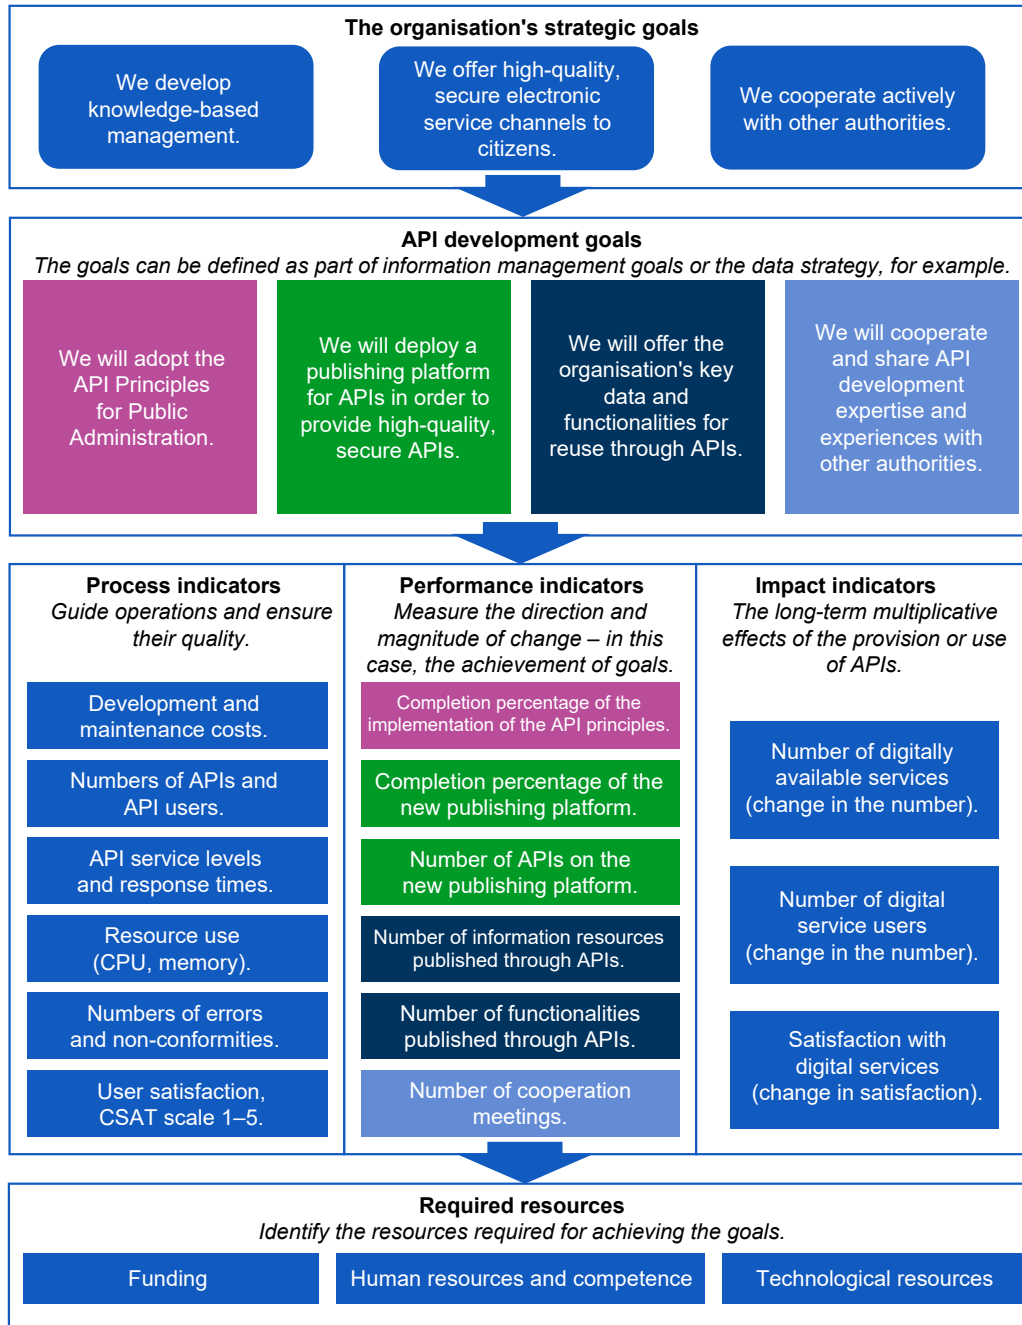 The organisation's strategic goals
We develop
knowledge-based
management.
We offer high-quality,
secure electronic
service channels to
citizens.
We cooperate actively
with other authorities.
API development goals
The goals can be defined as part of information management goals or the data strategy, for example.
We will adopt the
API Principles
for Public
Administration.
We will deploy a
publishing platform
for APIs in order to
provide high-quality,
secure APIs.
We will offer the
organisation's key
data and
functionalities for
reuse through APIs.
We will cooperate
and share API
development
expertise and
experiences with
other authorities.
Process indicators
Guide operations and ensure
their quality.
Development and
maintenance costs.
Numbers of APIs and
API users.
API service levels
and response times.
Resource use
(CPU, memory).
Numbers of errors
and non-conformities.
User satisfaction,
CSAT scale 1–5.
Performance indicators
Measure the direction and
magnitude of change – in this
case, the achievement of goals.
Completion percentage of the
implementation of the API principles.
Completion percentage of the
new publishing platform.
Number of APIs on the
new publishing platform.
Number of information resources
published through APIs.
Number of functionalities
published through APIs.
Number of cooperation
meetings.
Impact indicators
The long-term multiplicative
effects of the provision or use
of APIs.
Number of digitally
available services
(change in the number).
Number of digital
service users
(change in the number).
Satisfaction with
digital services
(change in satisfaction).
Required resources
Identify the resources required for achieving the goals.
Funding
Human resources and competence
Technological resources